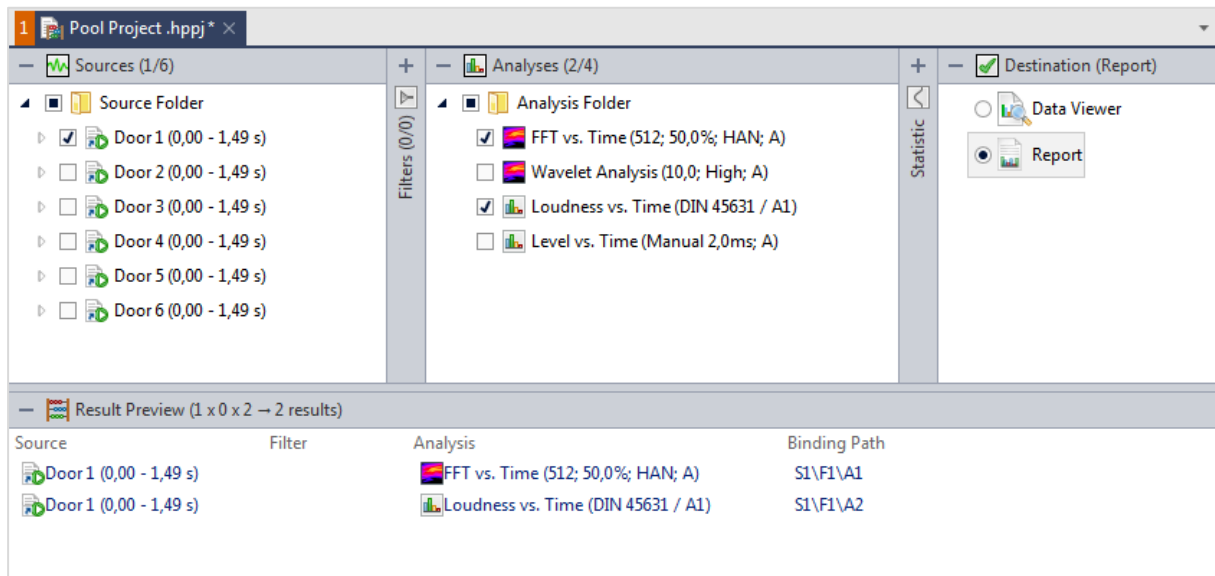 1 Pool Project .hppj*
Sources (1/6)
Source Folder
Door 1 (0,00 - 1,49 s)
Door 2 (0,00 - 1,49 s)
Door 3 (0,00 - 1,49 s)
Door 4 (0,00 - 1,49 s)
Door 5 (0,00 - 1,49 s)
Door 6 (0,00 - 1,49 s)
Filters (0/0)
Analyses (2/4)
Analysis Folder
FFT vs. Time (512; 50,0%; HAN; A)
Wavelet Analysis (10,0; High; A)
Loudness vs. Time (DIN 45631 / A1)
Level vs. Time (Manual 2,0ms; A)
Statistic
Destination (Report)
Data Viewer
Report
Result Preview (1 x 0 x 2 → 2 results)
Source Filter Analysis Binding Path
Door 1 (0,00 - 1,49 s) FFT vs. Time (512; 50,0%; HAN; A) S1\F1\A1
Door 1 (0,00 - 1,49 s) Loudness vs. Time (DIN 45631 / A1) S1\F1\A2